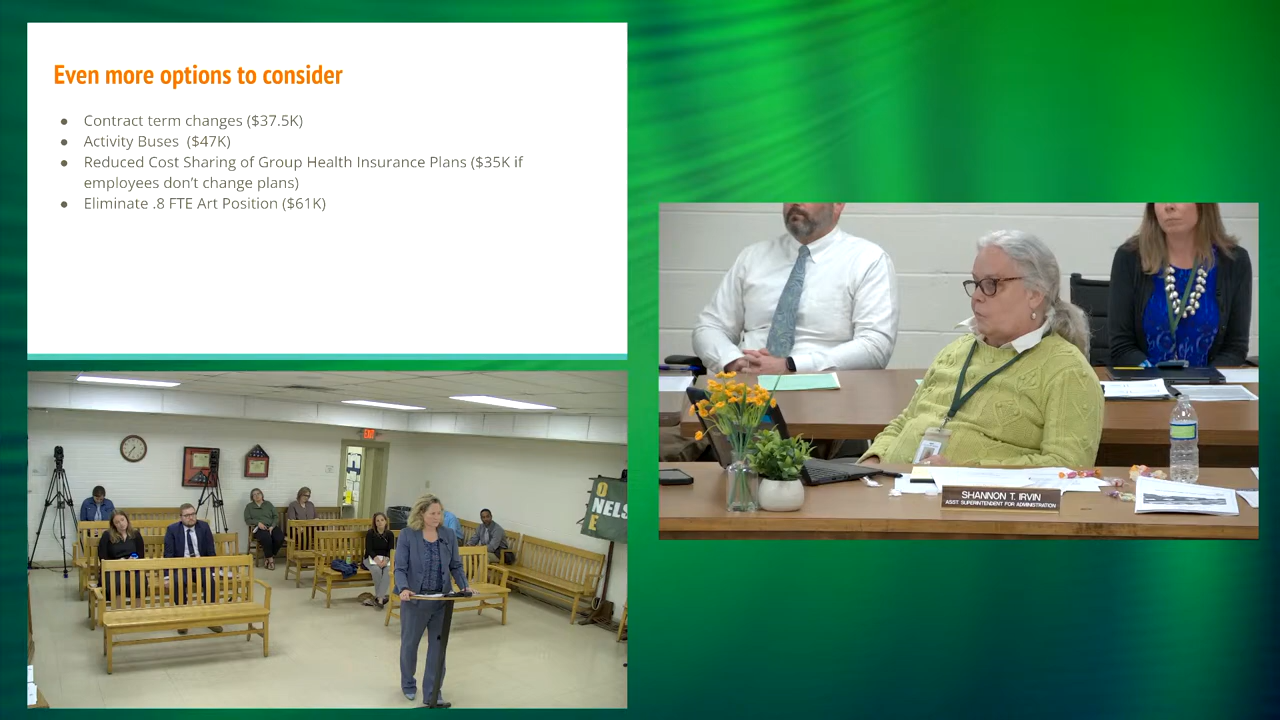 Even more options to consider
● Contract term changes ($37.5K)
● Activity Buses ($47K)
● Reduced Cost Sharing of Group Health Insurance Plans ($35K if
employees don't change plans)
● Eliminate .8 FTE Art Position ($61K)
EXIT
O
NELS
E
SHANNON T. IRVIN
ASST SUPERINTENDENT FOR ADMINISTRATION